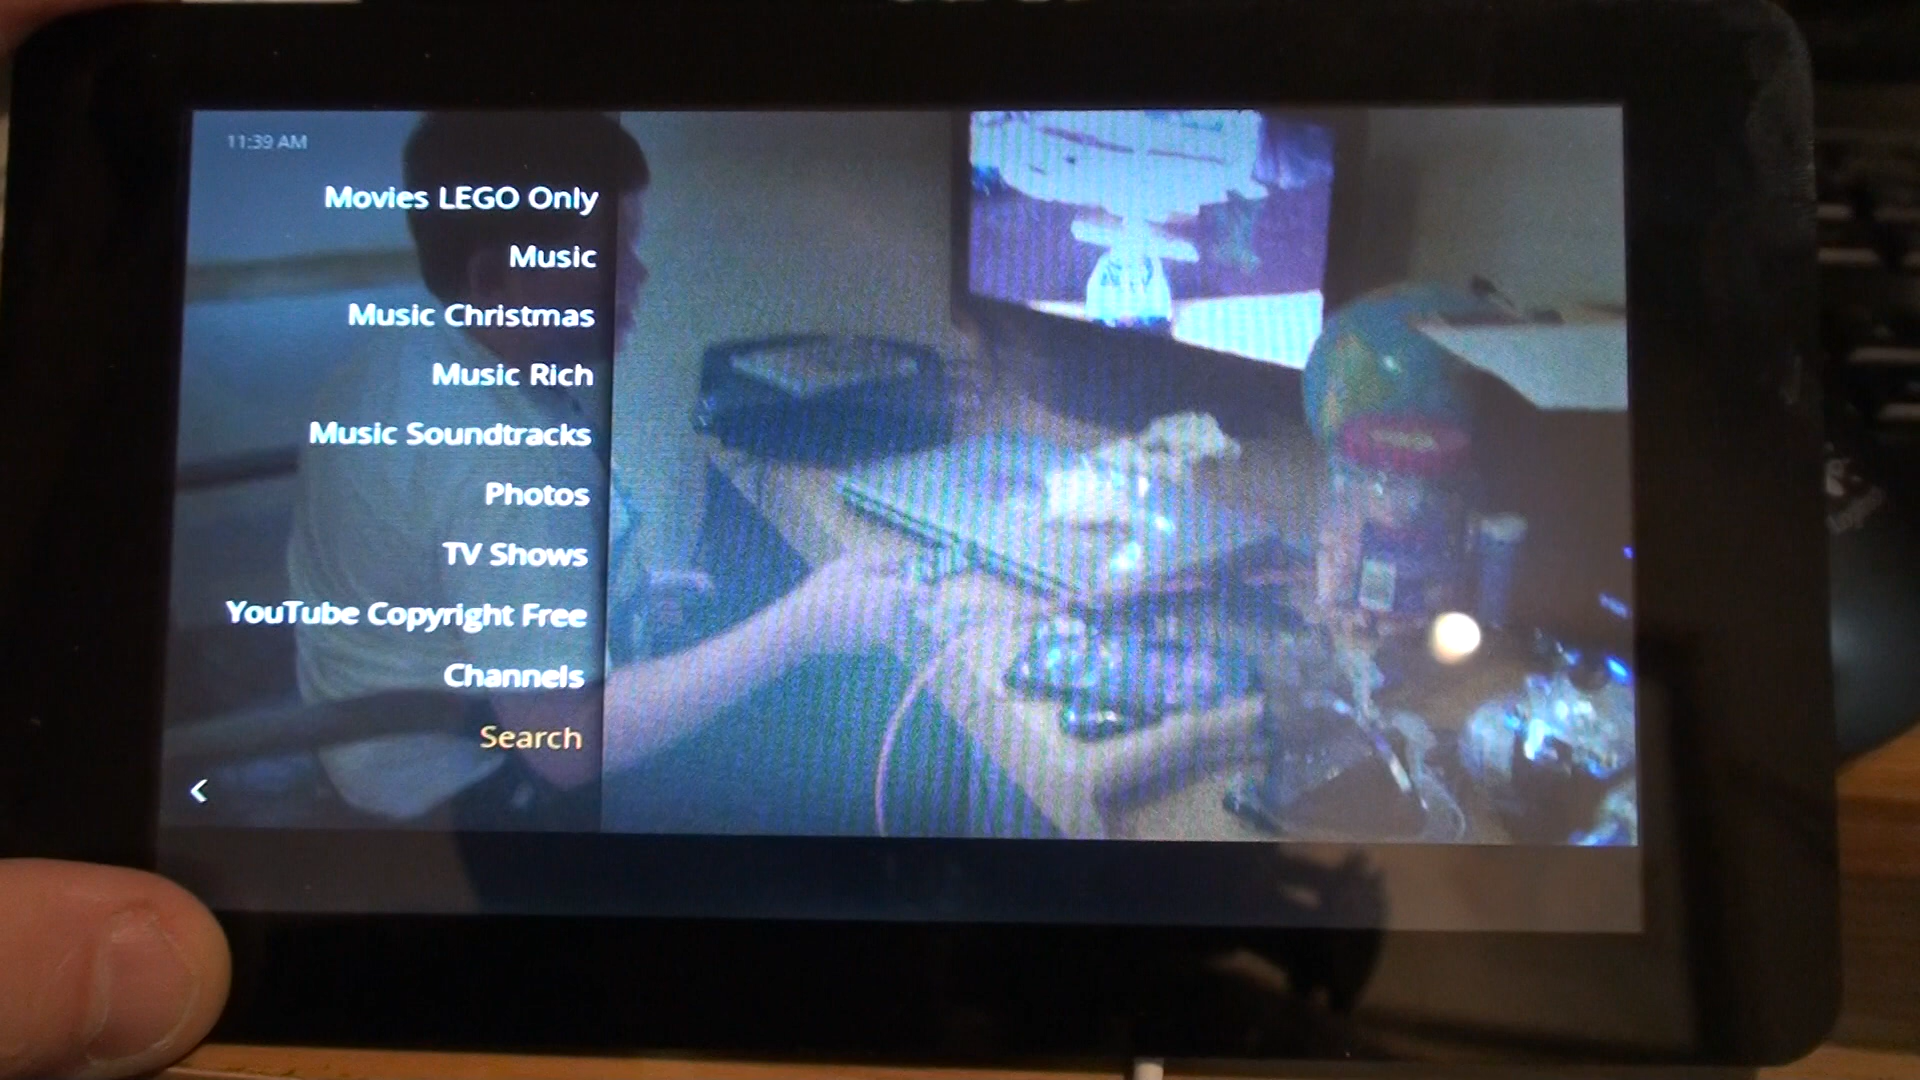 11:39 AM
Movies LEGO Only
Music
Music Christmas
Music Rich
Music Soundtracks
Photos
TV Shows
YouTube Copyright Free
Channels
Search